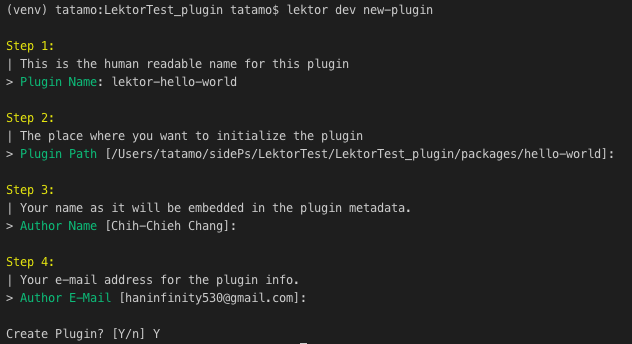 (venv) tatamo:LektorTest_plugin tatamo$ lektor dev new-plugin
Step 1:
| This is the human readable name for this plugin
> Plugin Name: lektor-hello-world
Step 2:
| The place where you want to initialize the plugin
> Plugin Path [/Users/tatamo/sidePs/LektorTest/LektorTest_plugin/packages/hello-world]:
Step 3:
| Your name as it will be embedded in the plugin metadata.
> Author Name [Chih-Chieh Chang]:
Step 4:
| Your e-mail address for the plugin info.
> Author E-Mail [haninfinity530@gmail.com]:
Create Plugin? [Y/n] Y